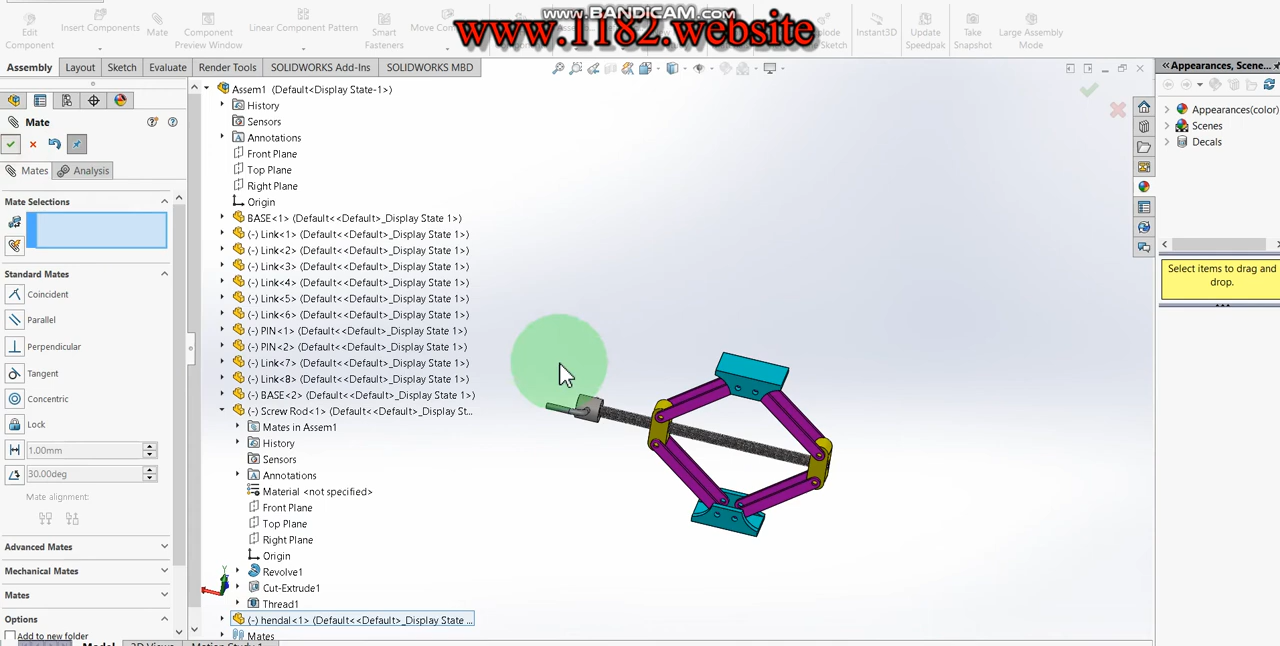 www.BANDICAM.com
www.1182.website
Edit Component
Insert Components
Mate
Component Preview Window
Linear Component Pattern
Smart Fasteners
Move Co
Instant3D
Update Speedpak
Take Snapshot
Large Assembly Mode
Assembly
Layout
Sketch
Evaluate
Render Tools
SOLIDWORKS Add-Ins
SOLIDWORKS MBD
Mate
Mates
Analysis
Mate Selections
Standard Mates
Coincident
Parallel
Perpendicular
Tangent
Concentric
Lock
1.00mm
30.00deg
Mate alignment:
Advanced Mates
Mechanical Mates
Mates
Options
Add to new folder
Assem1 (Default<Display State-1>)
History
Sensors
Annotations
Front Plane
Top Plane
Right Plane
Origin
BASE<1> (Default<<Default>_Display State 1>)
(-) Link<1> (Default<<Default>_Display State 1>)
(-) Link<2> (Default<<Default>_Display State 1>)
(-) Link<3> (Default<<Default>_Display State 1>)
(-) Link<4> (Default<<Default>_Display State 1>)
(-) Link<5> (Default<<Default>_Display State 1>)
(-) Link<6> (Default<<Default>_Display State 1>)
(-) PIN<1> (Default<<Default>_Display State 1>)
(-) PIN<2> (Default<<Default>_Display State 1>)
(-) Link<7> (Default<<Default>_Display State 1>)
(-) Link<8> (Default<<Default>_Display State 1>)
(-) BASE<2> (Default<<Default>_Display State 1>)
(-) Screw Rod<1> (Default<<Default>_Display St...
Mates in Assem1
History
Sensors
Annotations
Material <not specified>
Front Plane
Top Plane
Right Plane
Origin
Revolve1
Cut-Extrude1
Thread1
(-) hendal<1> (Default<<Default>_Display State ...
Mates
Model
3D Views
Motion Study 1
Appearances, Scene...
Appearances(color)
Scenes
Decals
Select items to drag and drop.